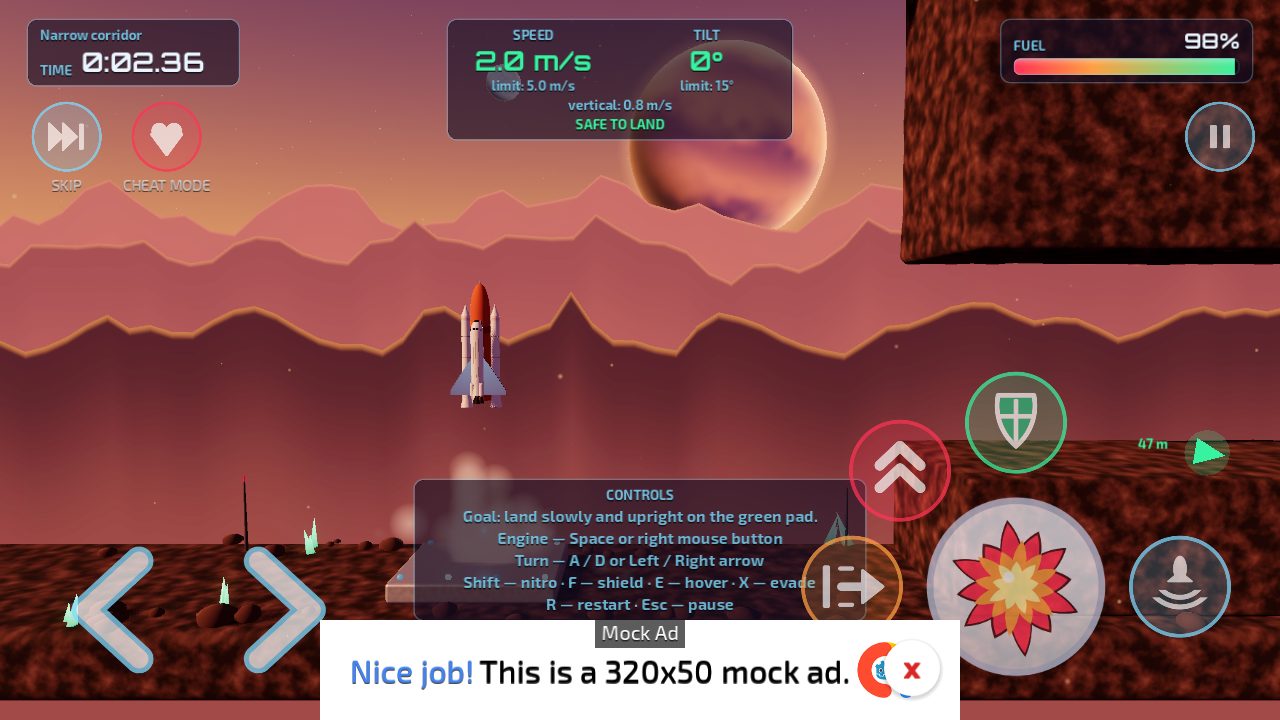 Narrow corridor
TIME 0:02.36
SKIP
CHEAT MODE
SPEED
2.0 m/s
limit: 5.0 m/s
TILT
0°
limit: 15°
vertical: 0.8 m/s
SAFE TO LAND
FUEL
98%
47 m
CONTROLS
Goal: land slowly and upright on the green pad.
Engine — Space or right mouse button
Turn — A / D or Left / Right arrow
Shift — nitro · F — shield · E — hover · X — evade
R — restart · Esc — pause
Mock Ad
Nice job! This is a 320x50 mock ad.
X